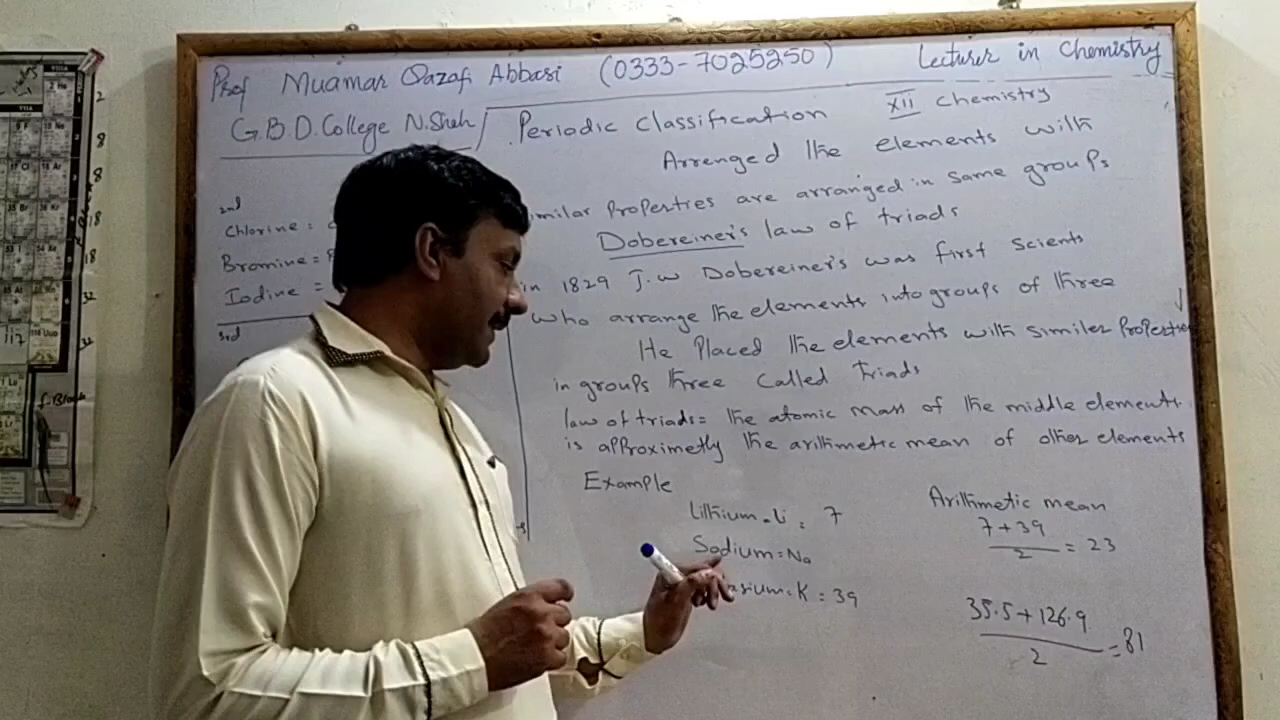 Prof Muamar Qazafi Abbasi (0333-7025250) Lecturer in Chemistry
G.B.D.College N.Shah Periodic Classification XII Chemistry
Arranged the elements with
similar Properties are arranged in same groups
Dobereiner's law of triads
in 1829 J.W Dobereiner's was first Scients
who arrange the elements into groups of three
He Placed the elements with similer Properties
in groups three Called Triads
law of triads= the atomic mass of the middle elements
is approximetly the arithmetic mean of other elements
Example
Lithium = Li = 7
Sodium = Na
K = 39
Arithmetic mean
7+39
2
= 23
35.5+126.9
2
= 81
2nd
Chlorine =
Bromine =
Iodine =
3rd
f.Block